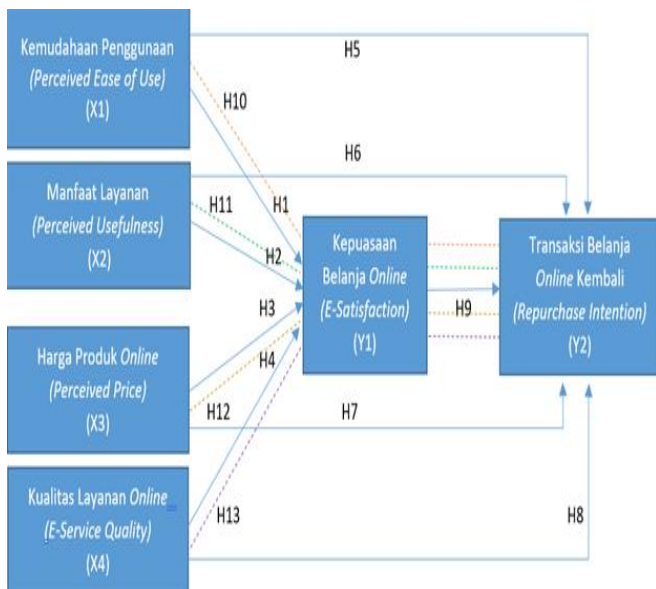 Kemudahaan Penggunaan
(Perceived Ease of Use)
(X1)
H5
H10
H6
Manfaat Layanan
(Perceived Usefulness)
(X2)
H11
H1
H2
Kepuasaan
Belanja Online
(E-Satisfaction)
(Y1)
Transaksi Belanja
Online Kembali
(Repurchase Intention)
(Y2)
H9
H3
H4
Harga Produk Online
(Perceived Price)
(X3)
H12
H7
Kualitas Layanan Online
(E-Service Quality)
(X4)
H13
H8